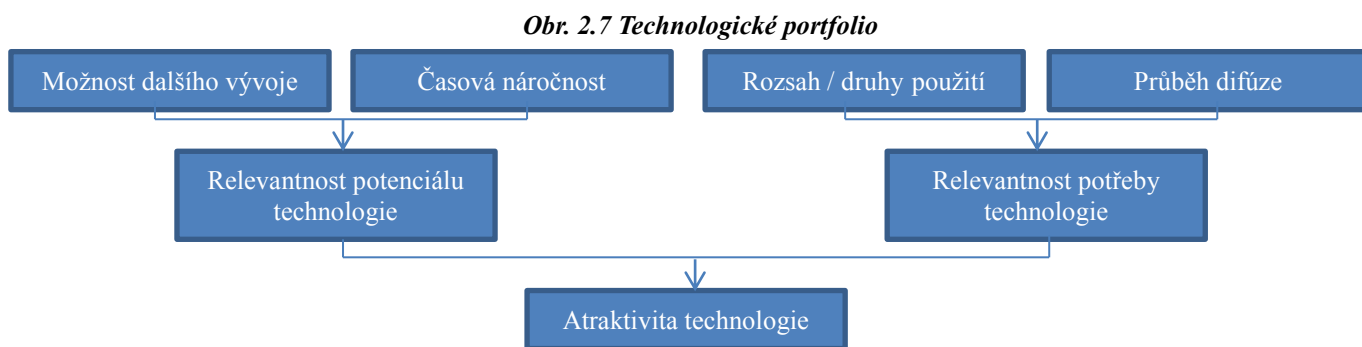 Obr. 2.7 Technologické portfolio
Možnost dalšího vývoje
Časová náročnost
Rozsah / druhy použití
Průběh difúze
Relevantnost potenciálu
technologie
Relevantnost potřeby
technologie
Atraktivita technologie